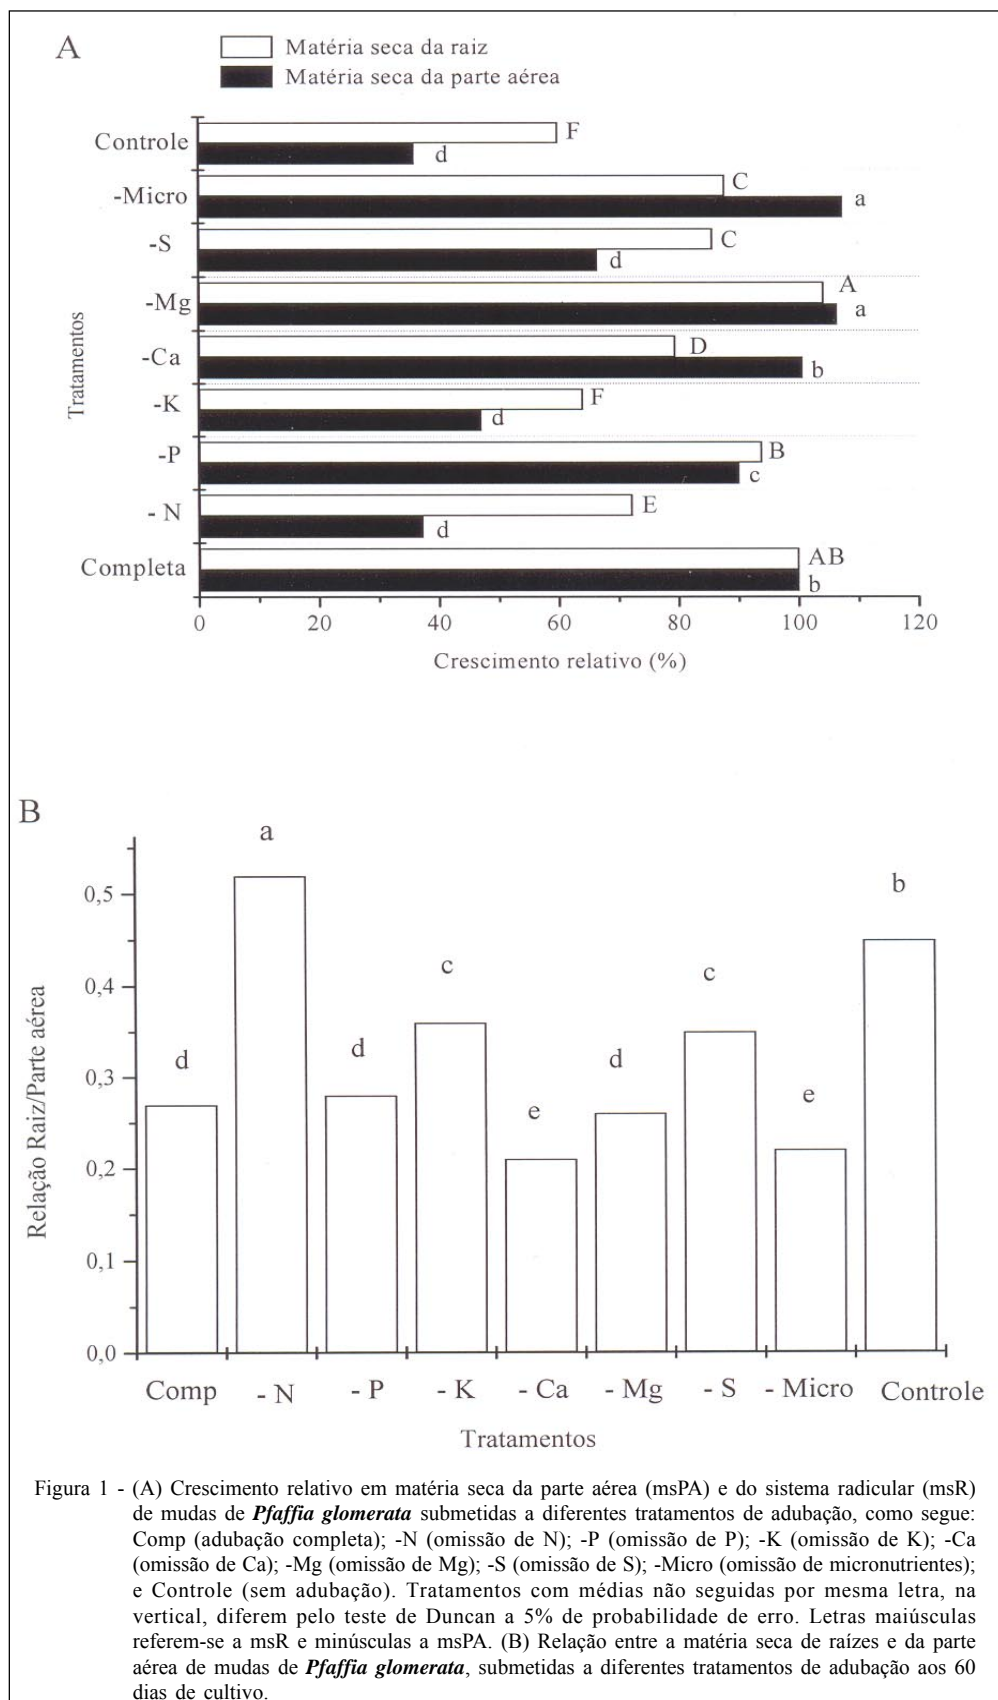 A
Matéria seca da raiz
Matéria seca da parte aérea
Controle
F
d
-Micro
C
a
-S
C
d
-Mg
A
a
-Ca
D
b
-K
F
d
-P
B
c
- N
E
d
Completa
AB
b
Tratamentos
0 20 40 60 80 100 120
Crescimento relativo (%)
B
a
b
c
c
d
d
d
e
e
0,5
0,4
0,3
0,2
0,1
0,0
Relação Raiz/Parte aérea
Comp - N - P - K - Ca - Mg - S - Micro Controle
Tratamentos
Figura 1 - (A) Crescimento relativo em matéria seca da parte aérea (msPA) e do sistema radicular (msR)
de mudas de Pfaffia glomerata submetidas a diferentes tratamentos de adubação, como segue:
Comp (adubação completa); -N (omissão de N); -P (omissão de P); -K (omissão de K); -Ca
(omissão de Ca); -Mg (omissão de Mg); -S (omissão de S); -Micro (omissão de micronutrientes);
e Controle (sem adubação). Tratamentos com médias não seguidas por mesma letra, na
vertical, diferem pelo teste de Duncan a 5% de probabilidade de erro. Letras maiúsculas
referem-se a msR e minúsculas a msPA. (B) Relação entre a matéria seca de raízes e da parte
aérea de mudas de Pfaffia glomerata, submetidas a diferentes tratamentos de adubação aos 60
dias de cultivo.